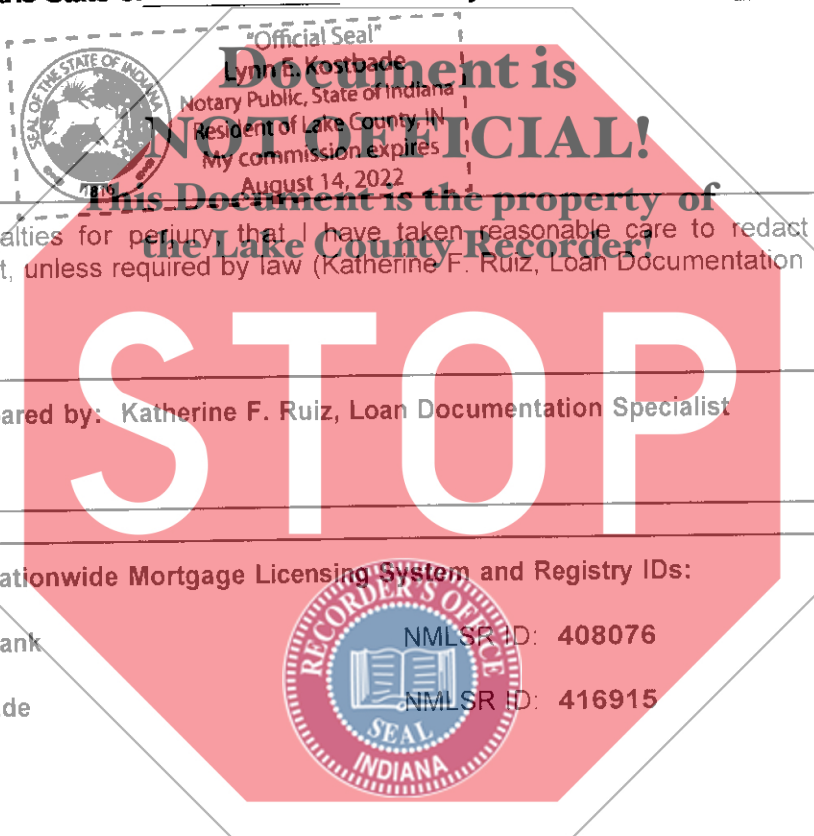 "Official Seal"
Lynn E. Kostbade
Notary Public, State of Indiana
Resident of Lake County, IN
My commission expires
August 14, 2022
SEAL OF THE STATE OF INDIANA
1816
Document is
NOT OFFICIAL!
This Document is the property of
the Lake County Recorder!
alties for perjury, that I have taken reasonable care to redact
t, unless required by law (Katherine F. Ruiz, Loan Documentation
STOP
ared by: Katherine F. Ruiz, Loan Documentation Specialist
ationwide Mortgage Licensing System and Registry IDs:
ank NMLSR ID: 408076
de NMLSR ID: 416915
RECORDER'S OFFICE
SEAL
INDIANA